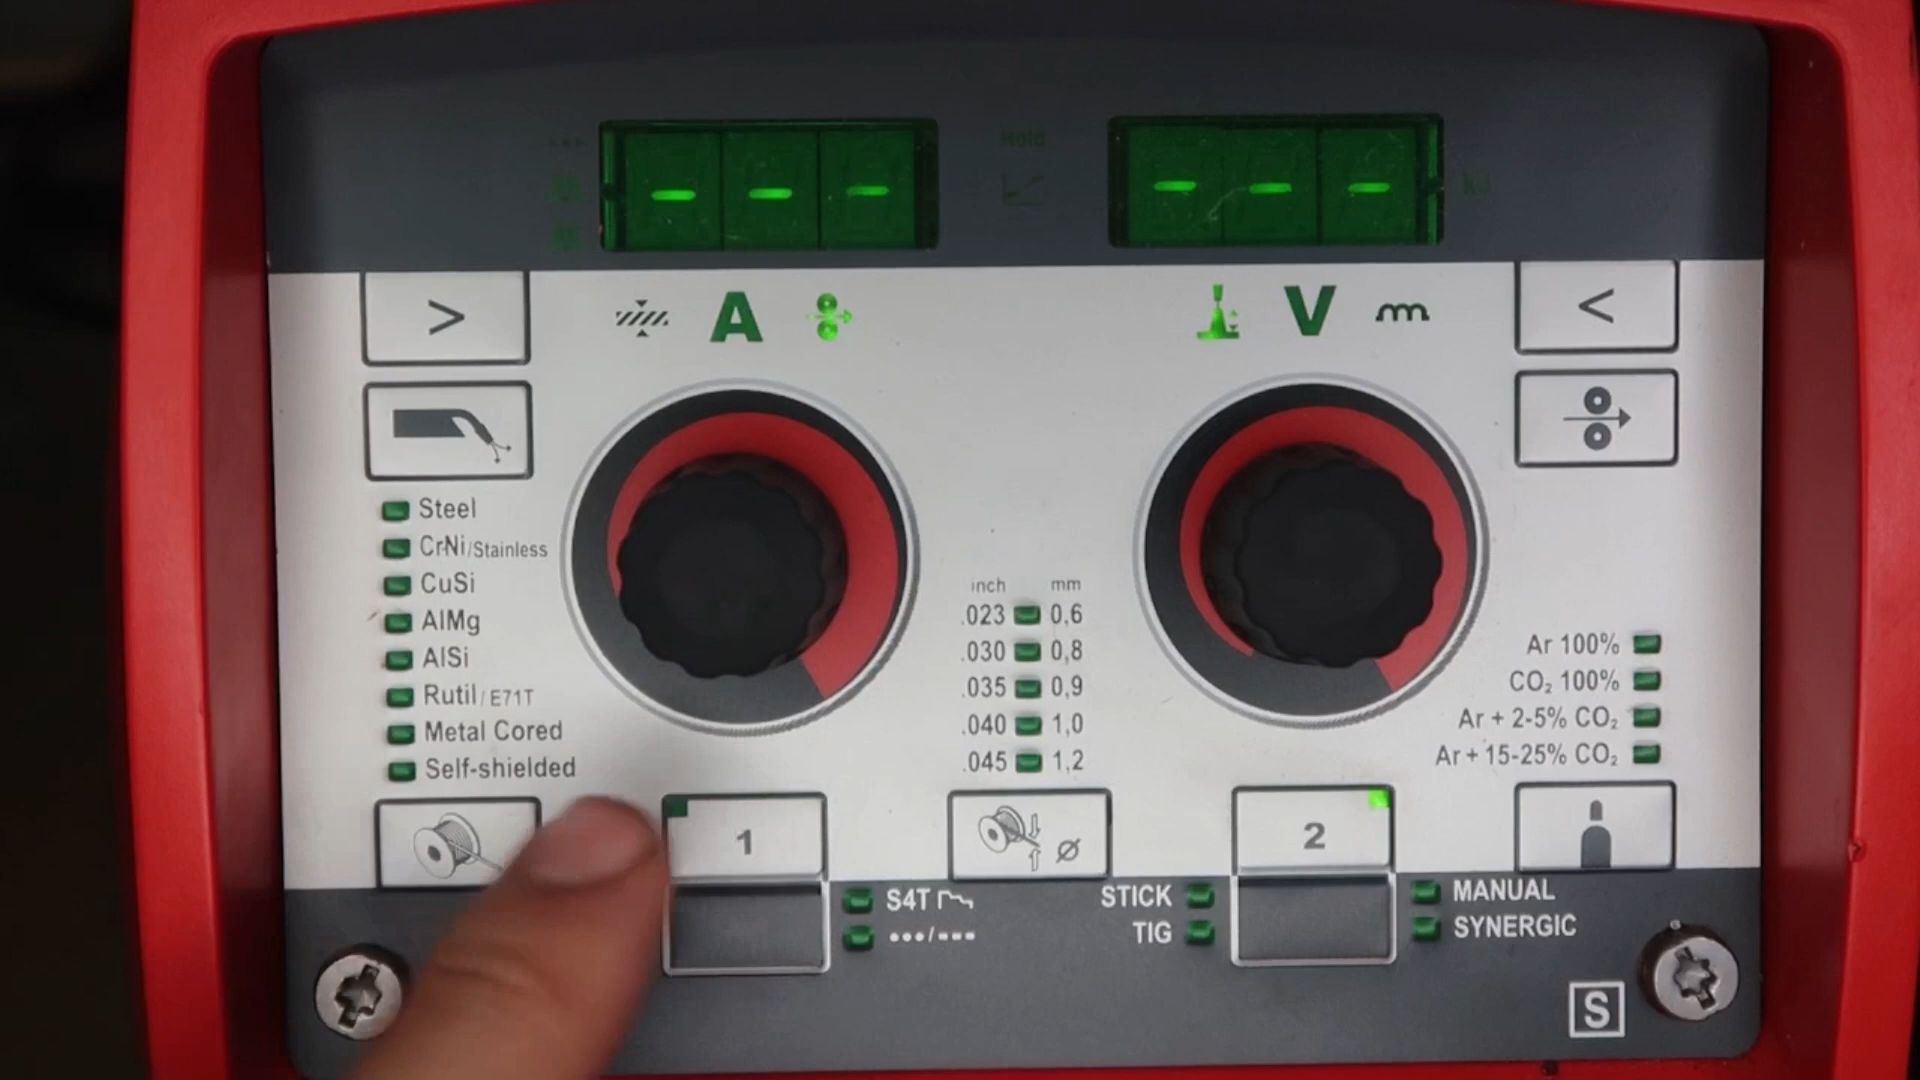 --- Hold ---
> A V <
Steel
CrNi/Stainless
CuSi
AlMg
AlSi
Rutil/E71T
Metal Cored
Self-shielded
inch mm
.023 0,6
.030 0,8
.035 0,9
.040 1,0
.045 1,2
Ar 100%
CO₂ 100%
Ar + 2-5% CO₂
Ar + 15-25% CO₂
1 Ø 2
S4T STICK MANUAL
•••/--- TIG SYNERGIC
S